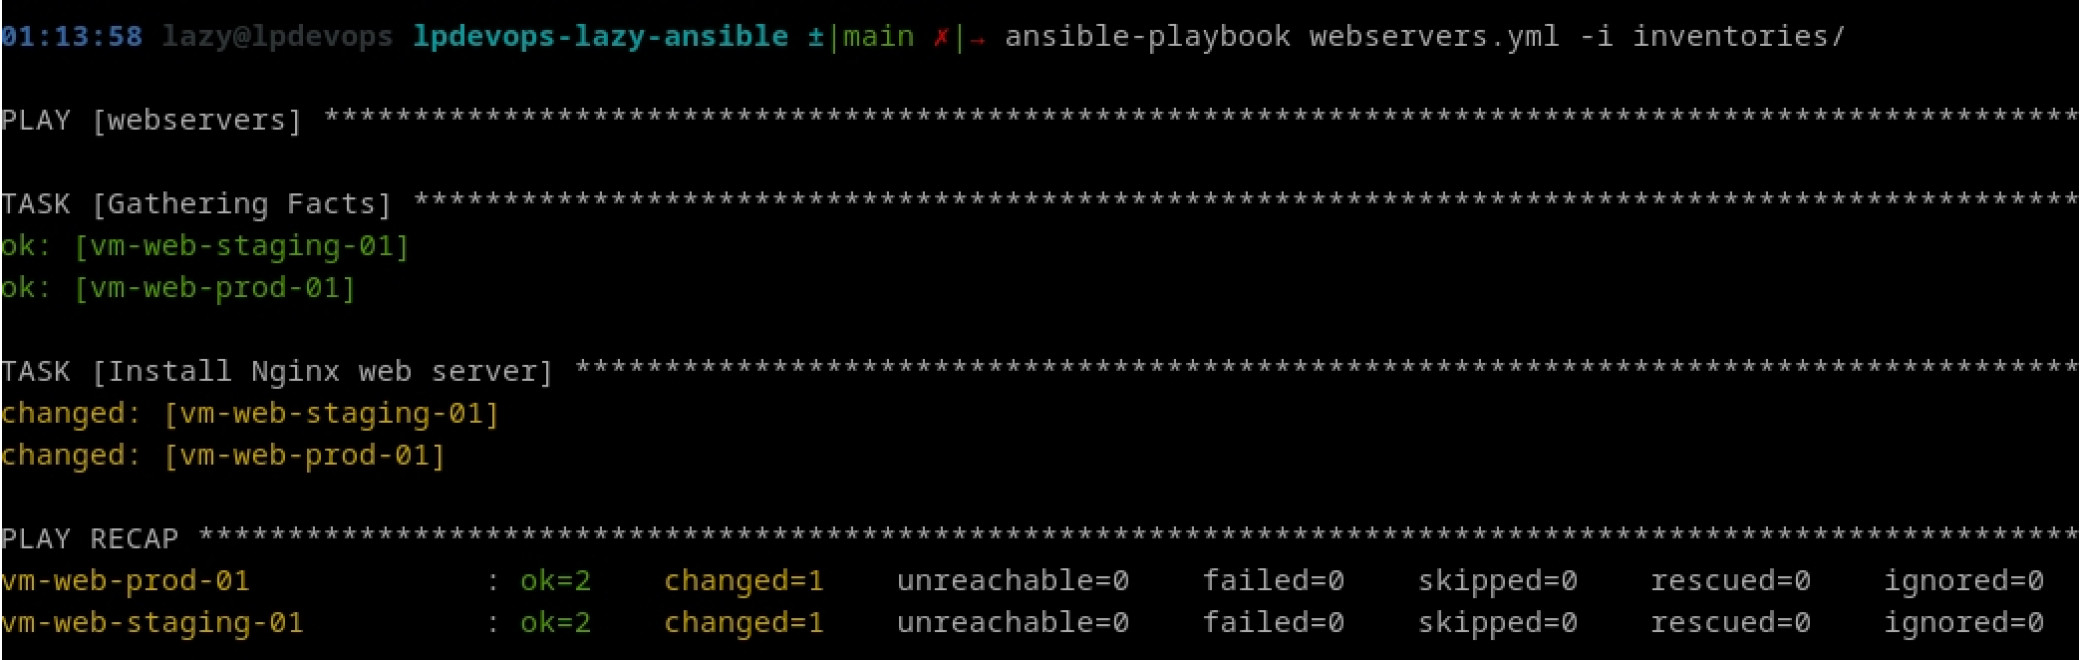 01:13:58 lazy@lpdevops lpdevops-lazy-ansible ±|main ✗|→ ansible-playbook webservers.yml -i inventories/
PLAY [webservers] **************************************************************************************************
TASK [Gathering Facts] *********************************************************************************************
ok: [vm-web-staging-01]
ok: [vm-web-prod-01]
TASK [Install Nginx web server] ************************************************************************************
changed: [vm-web-staging-01]
changed: [vm-web-prod-01]
PLAY RECAP *********************************************************************************************************
vm-web-prod-01             : ok=2    changed=1    unreachable=0    failed=0    skipped=0    rescued=0    ignored=0
vm-web-staging-01          : ok=2    changed=1    unreachable=0    failed=0    skipped=0    rescued=0    ignored=0